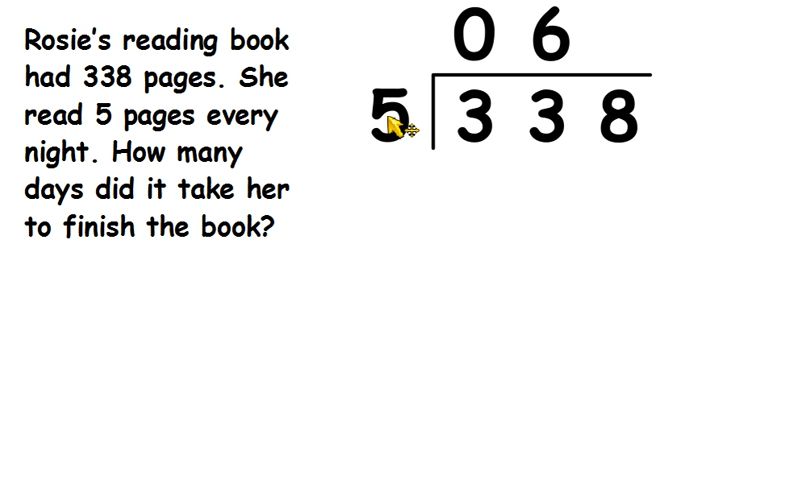 Rosie's reading book
had 338 pages. She
read 5 pages every
night. How many
days did it take her
to finish the book?
0 6
5 3 3 8